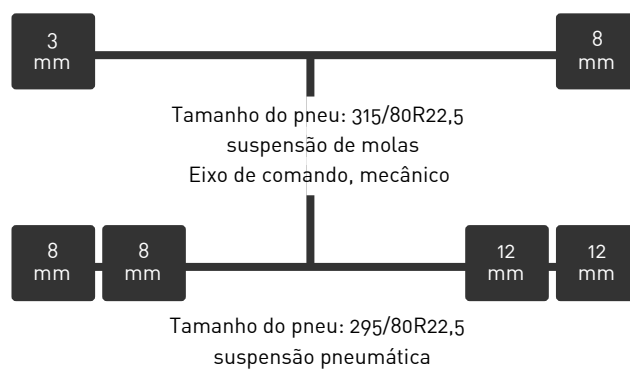 3
mm
8
mm
Tamanho do pneu: 315/80R22,5
suspensão de molas
Eixo de comando, mecânico
8
mm
8
mm
12
mm
12
mm
Tamanho do pneu: 295/80R22,5
suspensão pneumática